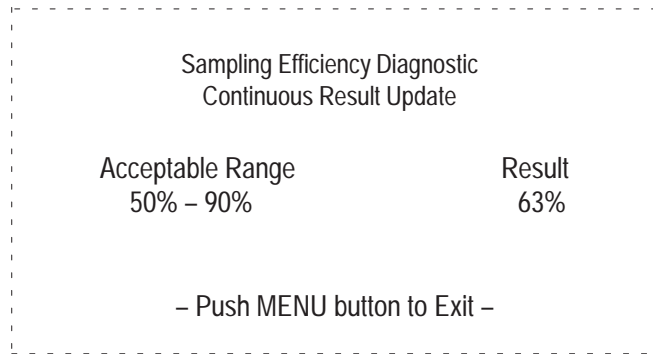 Sampling Efficiency Diagnostic
Continuous Result Update
Acceptable Range Result
50% – 90% 63%
– Push MENU button to Exit –